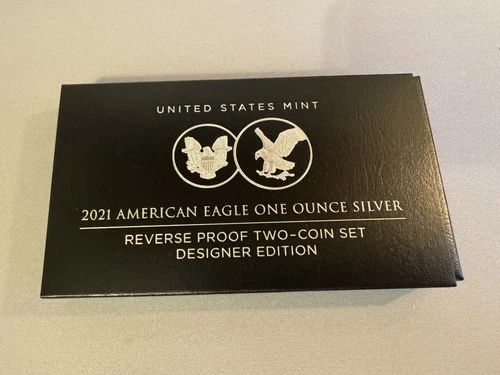 UNITED STATES MINT
2021 AMERICAN EAGLE ONE OUNCE SILVER
REVERSE PROOF TWO-COIN SET
DESIGNER EDITION